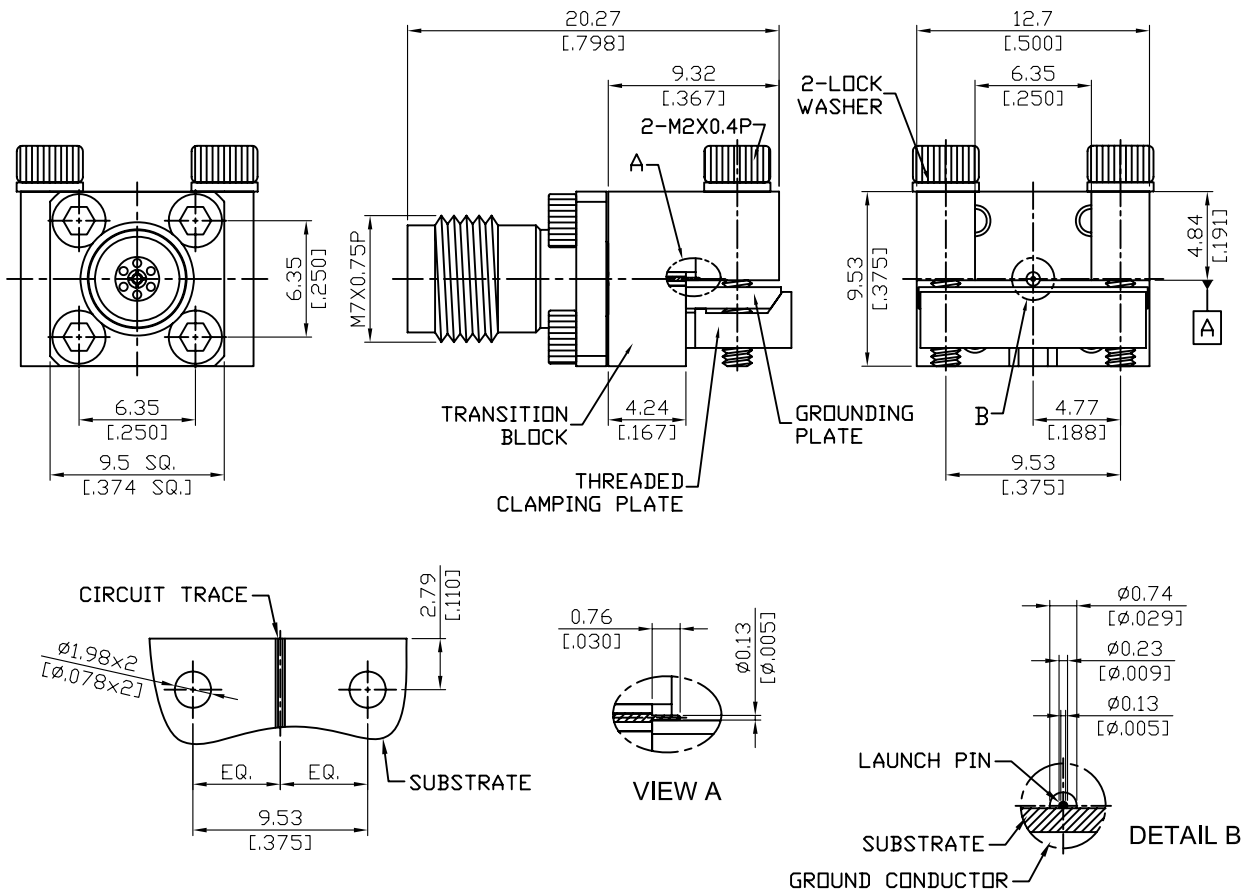 20.27
[.798]
12.7
[.500]
9.32
[.367]
6.35
[.250]
2-LOCK
WASHER
2-M2X0.4P
A
M7X0.75P
6.35
[.250]
9.53
[.375]
4.84
[.191]
A
6.35
[.250]
9.5 SQ.
[.374 SQ.]
TRANSITION
BLOCK
4.24
[.167]
GROUNDING
PLATE
THREADED
CLAMPING PLATE
B
4.77
[.188]
9.53
[.375]
CIRCUIT TRACE
2.79
[.110]
Ø1.98x2
[Ø.078x2]
EQ.
EQ.
SUBSTRATE
9.53
[.375]
0.76
[.030]
Ø0.13
[Ø.005]
VIEW A
Ø0.74
[Ø.029]
Ø0.23
[Ø.009]
Ø0.13
[Ø.005]
LAUNCH PIN
SUBSTRATE
GROUND CONDUCTOR
DETAIL B